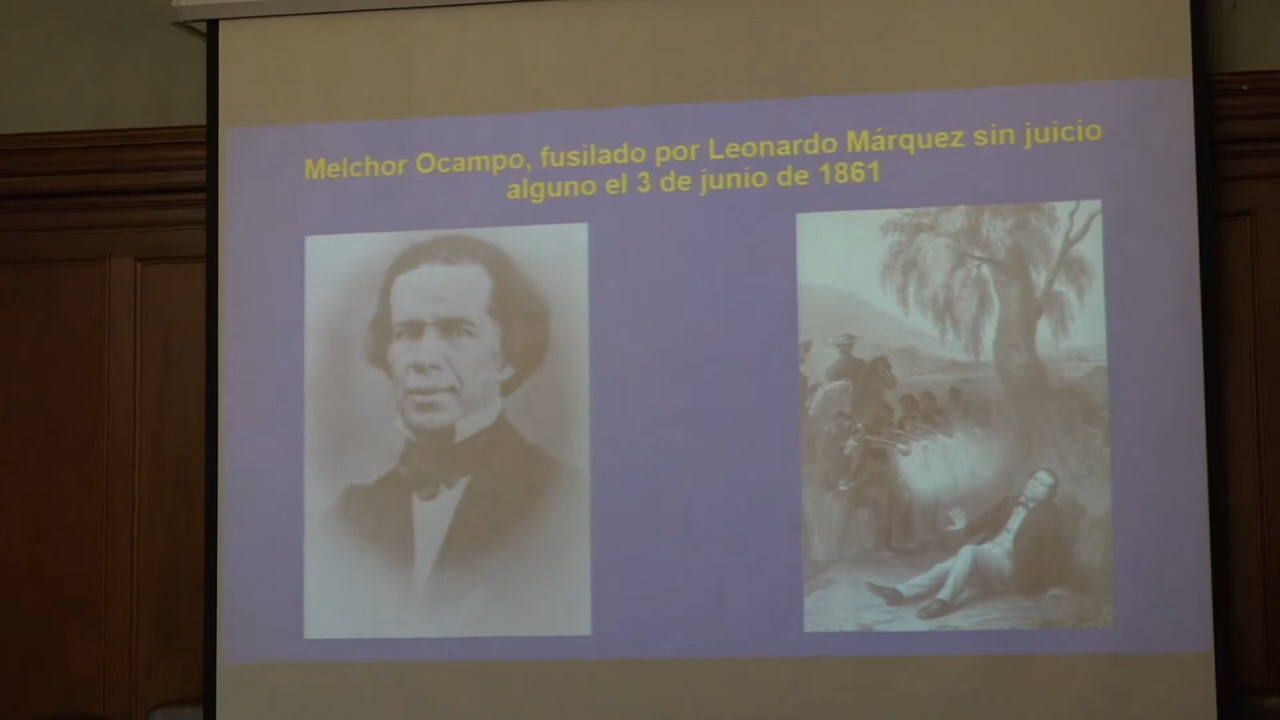 Melchor Ocampo, fusilado por Leonardo Márquez sin juicio
alguno el 3 de junio de 1861